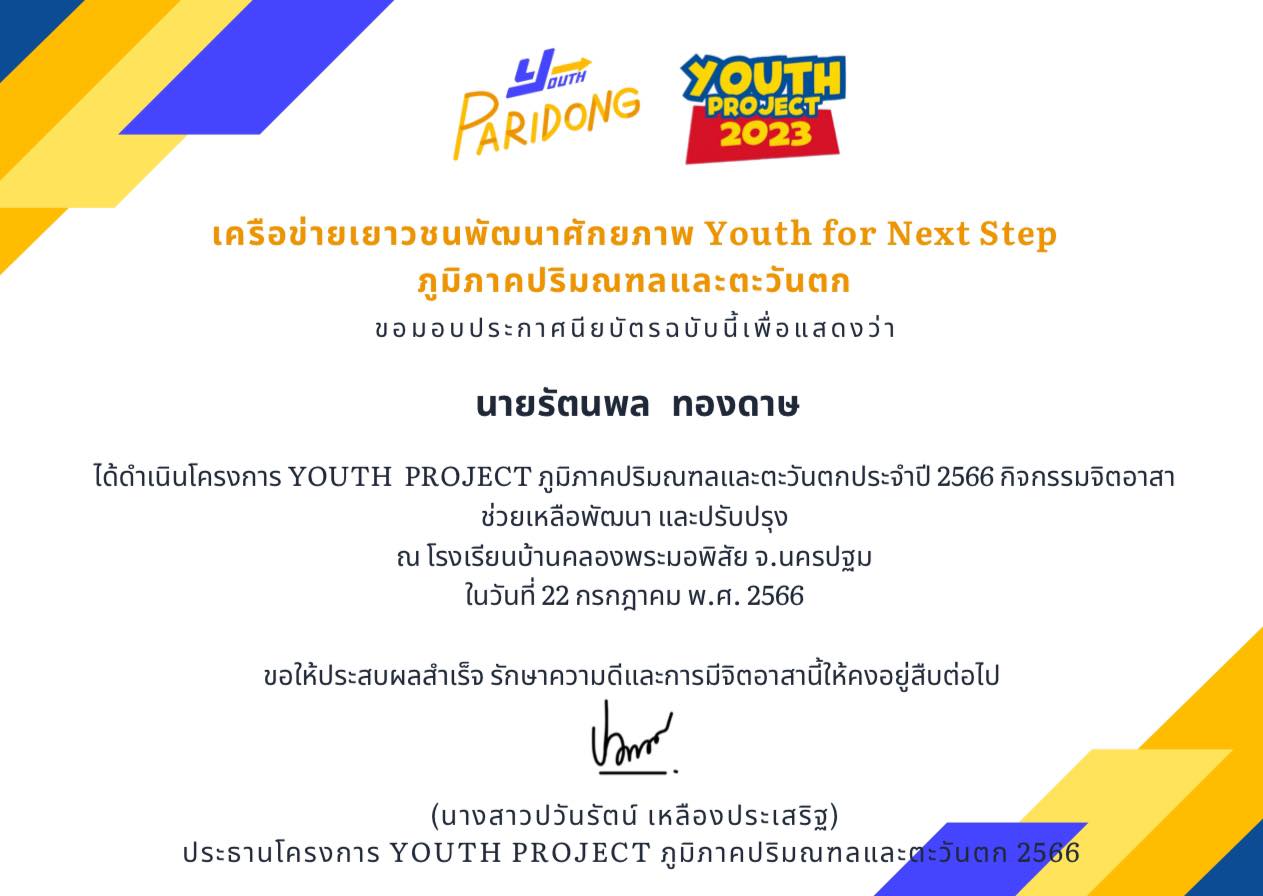 YOUTH
PARIDONG
YOUTH
PROJECT
2023
เครือข่ายเยาวชนพัฒนาศักยภาพ Youth for Next Step
ภูมิภาคปริมณฑลและตะวันตก
ขอมอบประกาศนียบัตรฉบับนี้เพื่อแสดงว่า
นายรัตนพล ทองดาษ
ได้ดำเนินโครงการ YOUTH PROJECT ภูมิภาคปริมณฑลและตะวันตกประจำปี 2566 กิจกรรมจิตอาสา
ช่วยเหลือพัฒนา และปรับปรุง
ณ โรงเรียนบ้านคลองพระมอพิสัย จ.นครปฐม
ในวันที่ 22 กรกฎาคม พ.ศ. 2566
ขอให้ประสบผลสำเร็จ รักษาความดีและการมีจิตอาสานี้ให้คงอยู่สืบต่อไป
(นางสาวปวันรัตน์ เหลืองประเสริฐ)
ประธานโครงการ YOUTH PROJECT ภูมิภาคปริมณฑลและตะวันตก 2566